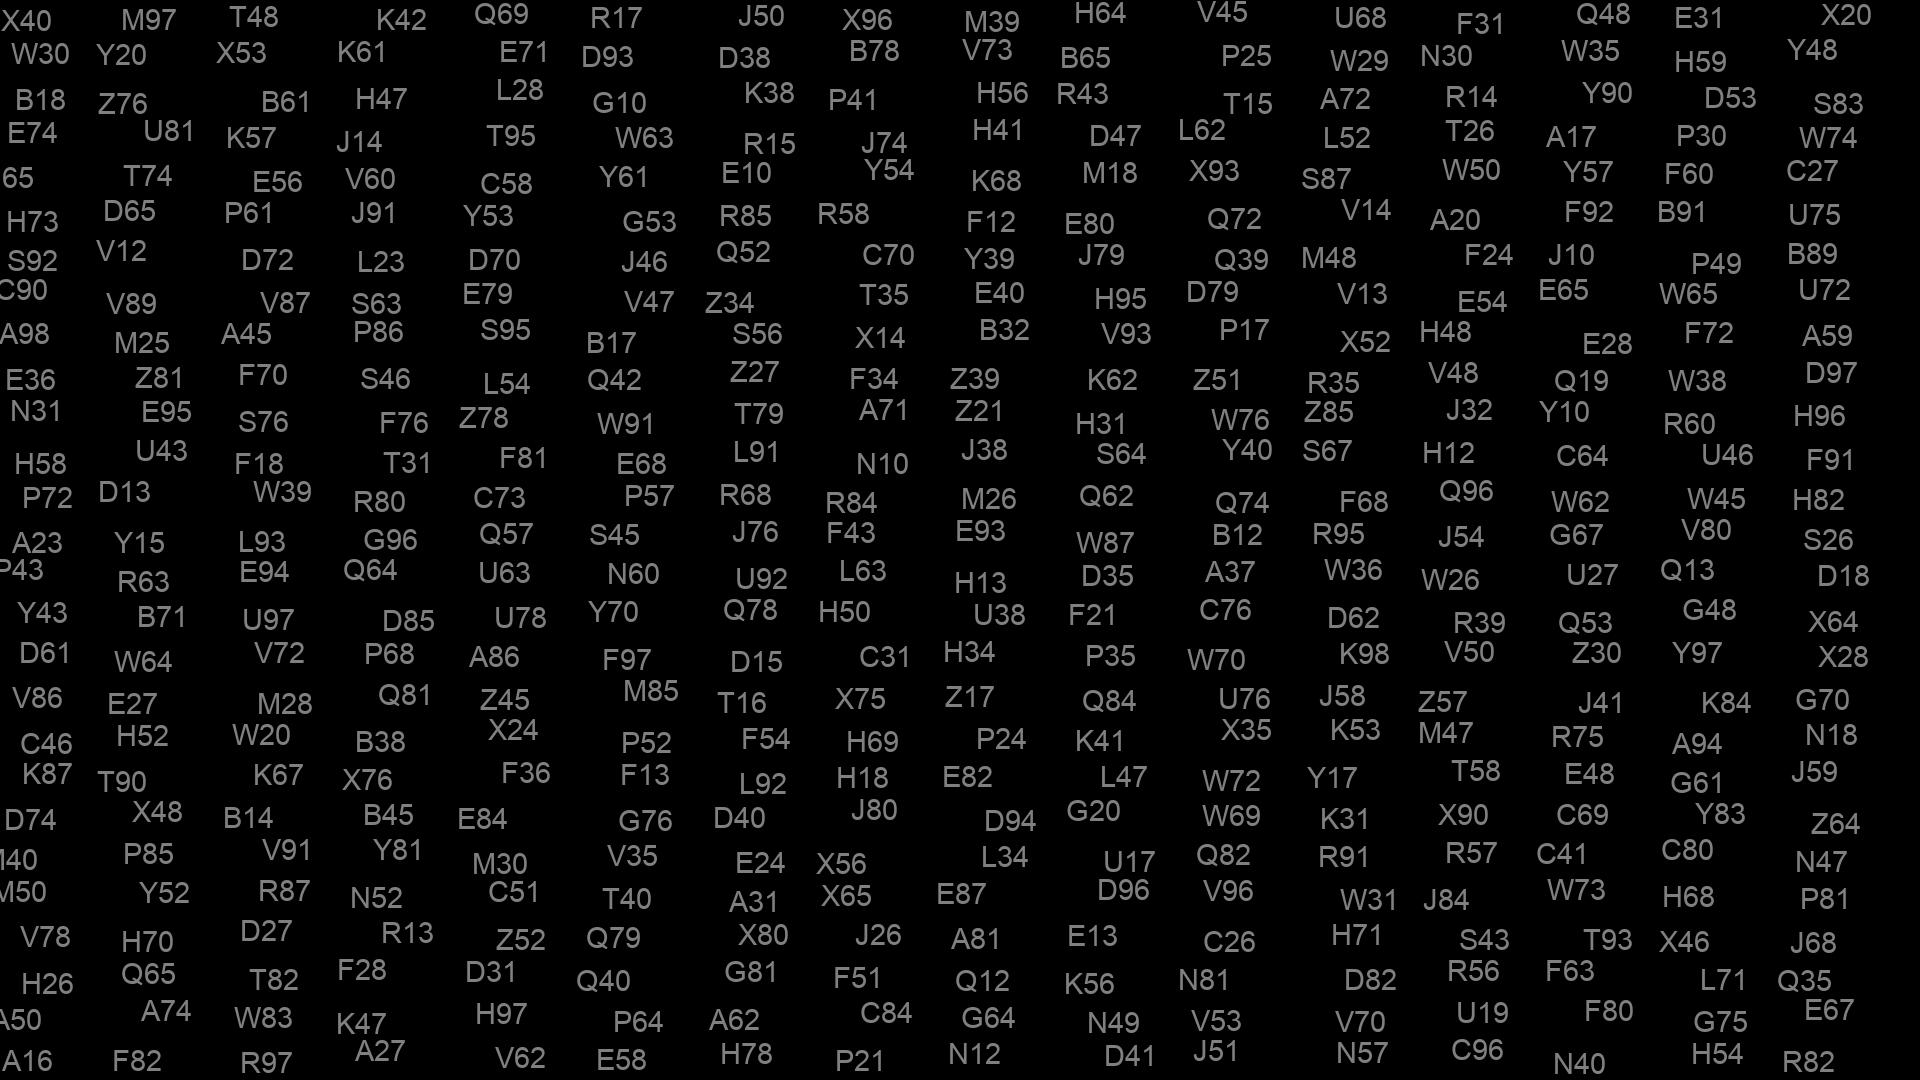 X40 M97 T48 K42 Q69 R17 J50 X96 M39 H64 V45 U68 F31 Q48 E31 X20
W30 Y20 X53 K61 E71 D93 D38 B78 V73 B65 P25 W29 N30 W35 H59 Y48
B18 Z76 B61 H47 L28 G10 K38 P41 H56 R43 T15 A72 R14 Y90 D53 S83
E74 U81 K57 J14 T95 W63 R15 J74 H41 D47 L62 L52 T26 A17 P30 W74
65 T74 E56 V60 C58 Y61 E10 Y54 K68 M18 X93 S87 W50 Y57 F60 C27
H73 D65 P61 J91 Y53 G53 R85 R58 F12 E80 Q72 V14 A20 F92 B91 U75
S92 V12 D72 L23 D70 J46 Q52 C70 Y39 J79 Q39 M48 F24 J10 P49 B89
C90 V89 V87 S63 E79 V47 Z34 T35 E40 H95 D79 V13 E54 E65 W65 U72
A98 M25 A45 P86 S95 B17 S56 X14 B32 V93 P17 X52 H48 E28 F72 A59
E36 Z81 F70 S46 L54 Q42 Z27 F34 Z39 K62 Z51 R35 V48 Q19 W38 D97
N31 E95 S76 F76 Z78 W91 T79 A71 Z21 H31 W76 Z85 J32 Y10 R60 H96
H58 U43 F18 T31 F81 E68 L91 N10 J38 S64 Y40 S67 H12 C64 U46 F91
P72 D13 W39 R80 C73 P57 R68 R84 M26 Q62 Q74 F68 Q96 W62 W45 H82
A23 Y15 L93 G96 Q57 S45 J76 F43 E93 W87 B12 R95 J54 G67 V80 S26
P43 R63 E94 Q64 U63 N60 U92 L63 H13 D35 A37 W36 W26 U27 Q13 D18
Y43 B71 U97 D85 U78 Y70 Q78 H50 U38 F21 C76 D62 R39 Q53 G48 X64
D61 W64 V72 P68 A86 F97 D15 C31 H34 P35 W70 K98 V50 Z30 Y97 X28
V86 E27 M28 Q81 Z45 M85 T16 X75 Z17 Q84 U76 J58 Z57 J41 K84 G70
C46 H52 W20 B38 X24 P52 F54 H69 P24 K41 X35 K53 M47 R75 A94 N18
K87 T90 K67 X76 F36 F13 L92 H18 E82 L47 W72 Y17 T58 E48 G61 J59
D74 X48 B14 B45 E84 G76 D40 J80 D94 G20 W69 K31 X90 C69 Y83 Z64
M40 P85 V91 Y81 M30 V35 E24 X56 L34 U17 Q82 R91 R57 C41 C80 N47
M50 Y52 R87 N52 C51 T40 A31 X65 E87 D96 V96 W31 J84 W73 H68 P81
V78 H70 D27 R13 Z52 Q79 X80 J26 A81 E13 C26 H71 S43 T93 X46 J68
H26 Q65 T82 F28 D31 Q40 G81 F51 Q12 K56 N81 D82 R56 F63 L71 Q35
A50 A74 W83 K47 H97 P64 A62 C84 G64 N49 V53 V70 U19 F80 G75 E67
A16 F82 R97 A27 V62 E58 H78 P21 N12 D41 J51 N57 C96 N40 H54 R82